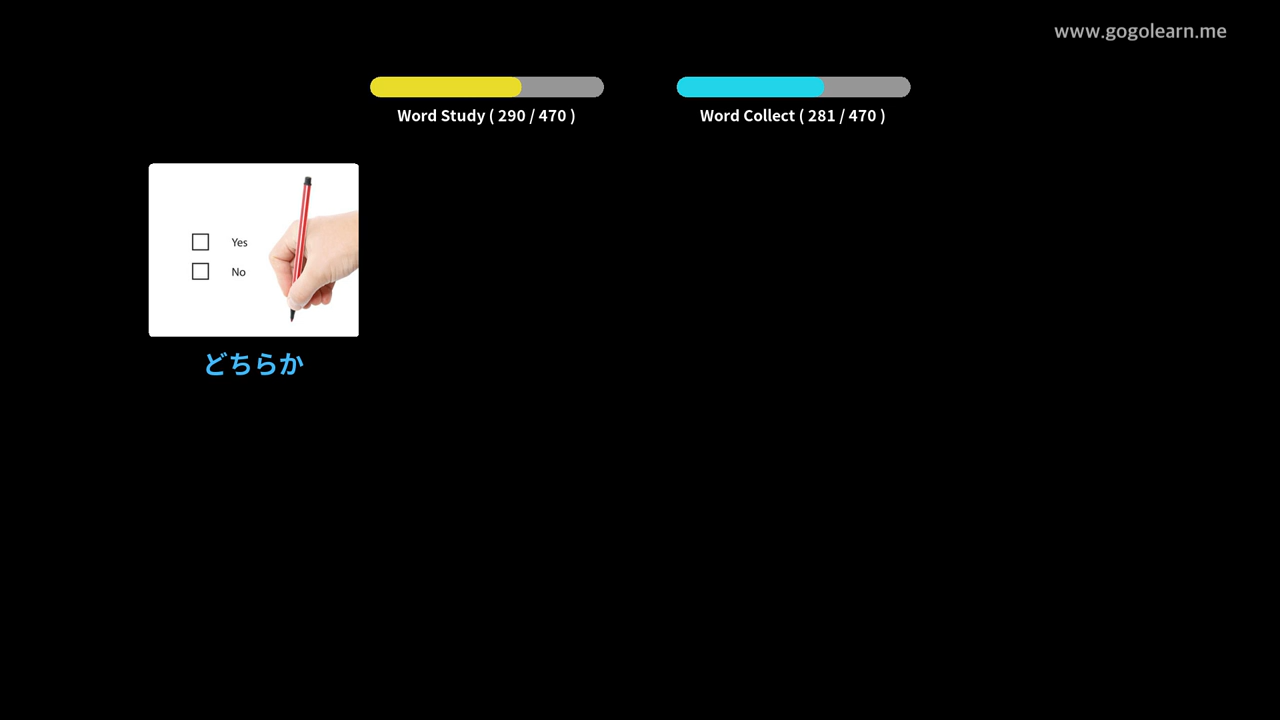 www.gogolearn.me
Word Study ( 290 / 470 )
Word Collect ( 281 / 470 )
Yes
No
どちらか